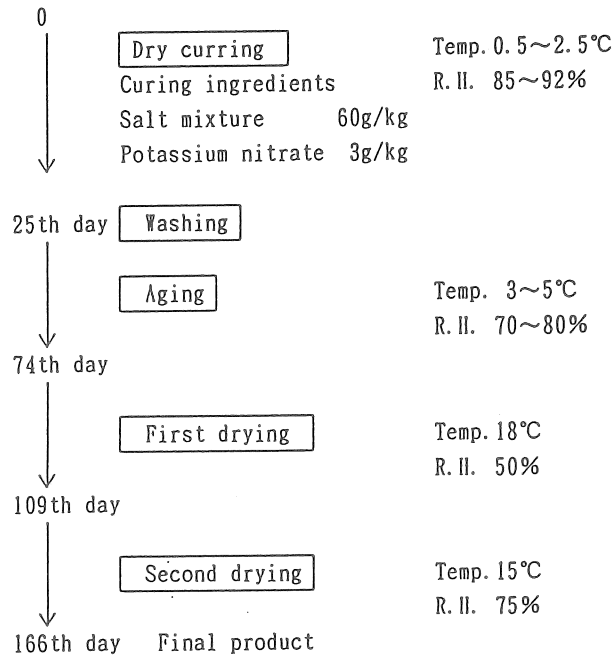 0
Dry curring Temp. 0.5～2.5℃
Curing ingredients R.H. 85～92%
Salt mixture 60g/kg
Potassium nitrate 3g/kg
25th day Washing
Aging Temp. 3～5℃
R.H. 70～80%
74th day
First drying Temp. 18℃
R.H. 50%
109th day
Second drying Temp. 15℃
R.H. 75%
166th day Final product